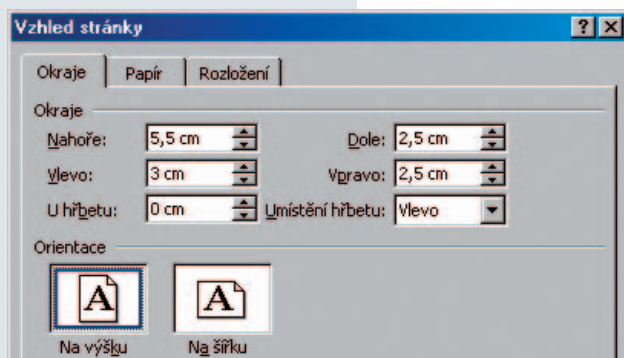 Vzhled stránky
Okraje Papír Rozložení
Okraje
Nahoře: 5,5 cm Dole: 2,5 cm
Vlevo: 3 cm Vpravo: 2,5 cm
U hřbetu: 0 cm Umístění hřbetu: Vlevo
Orientace
A A
Na výšku Na šířku